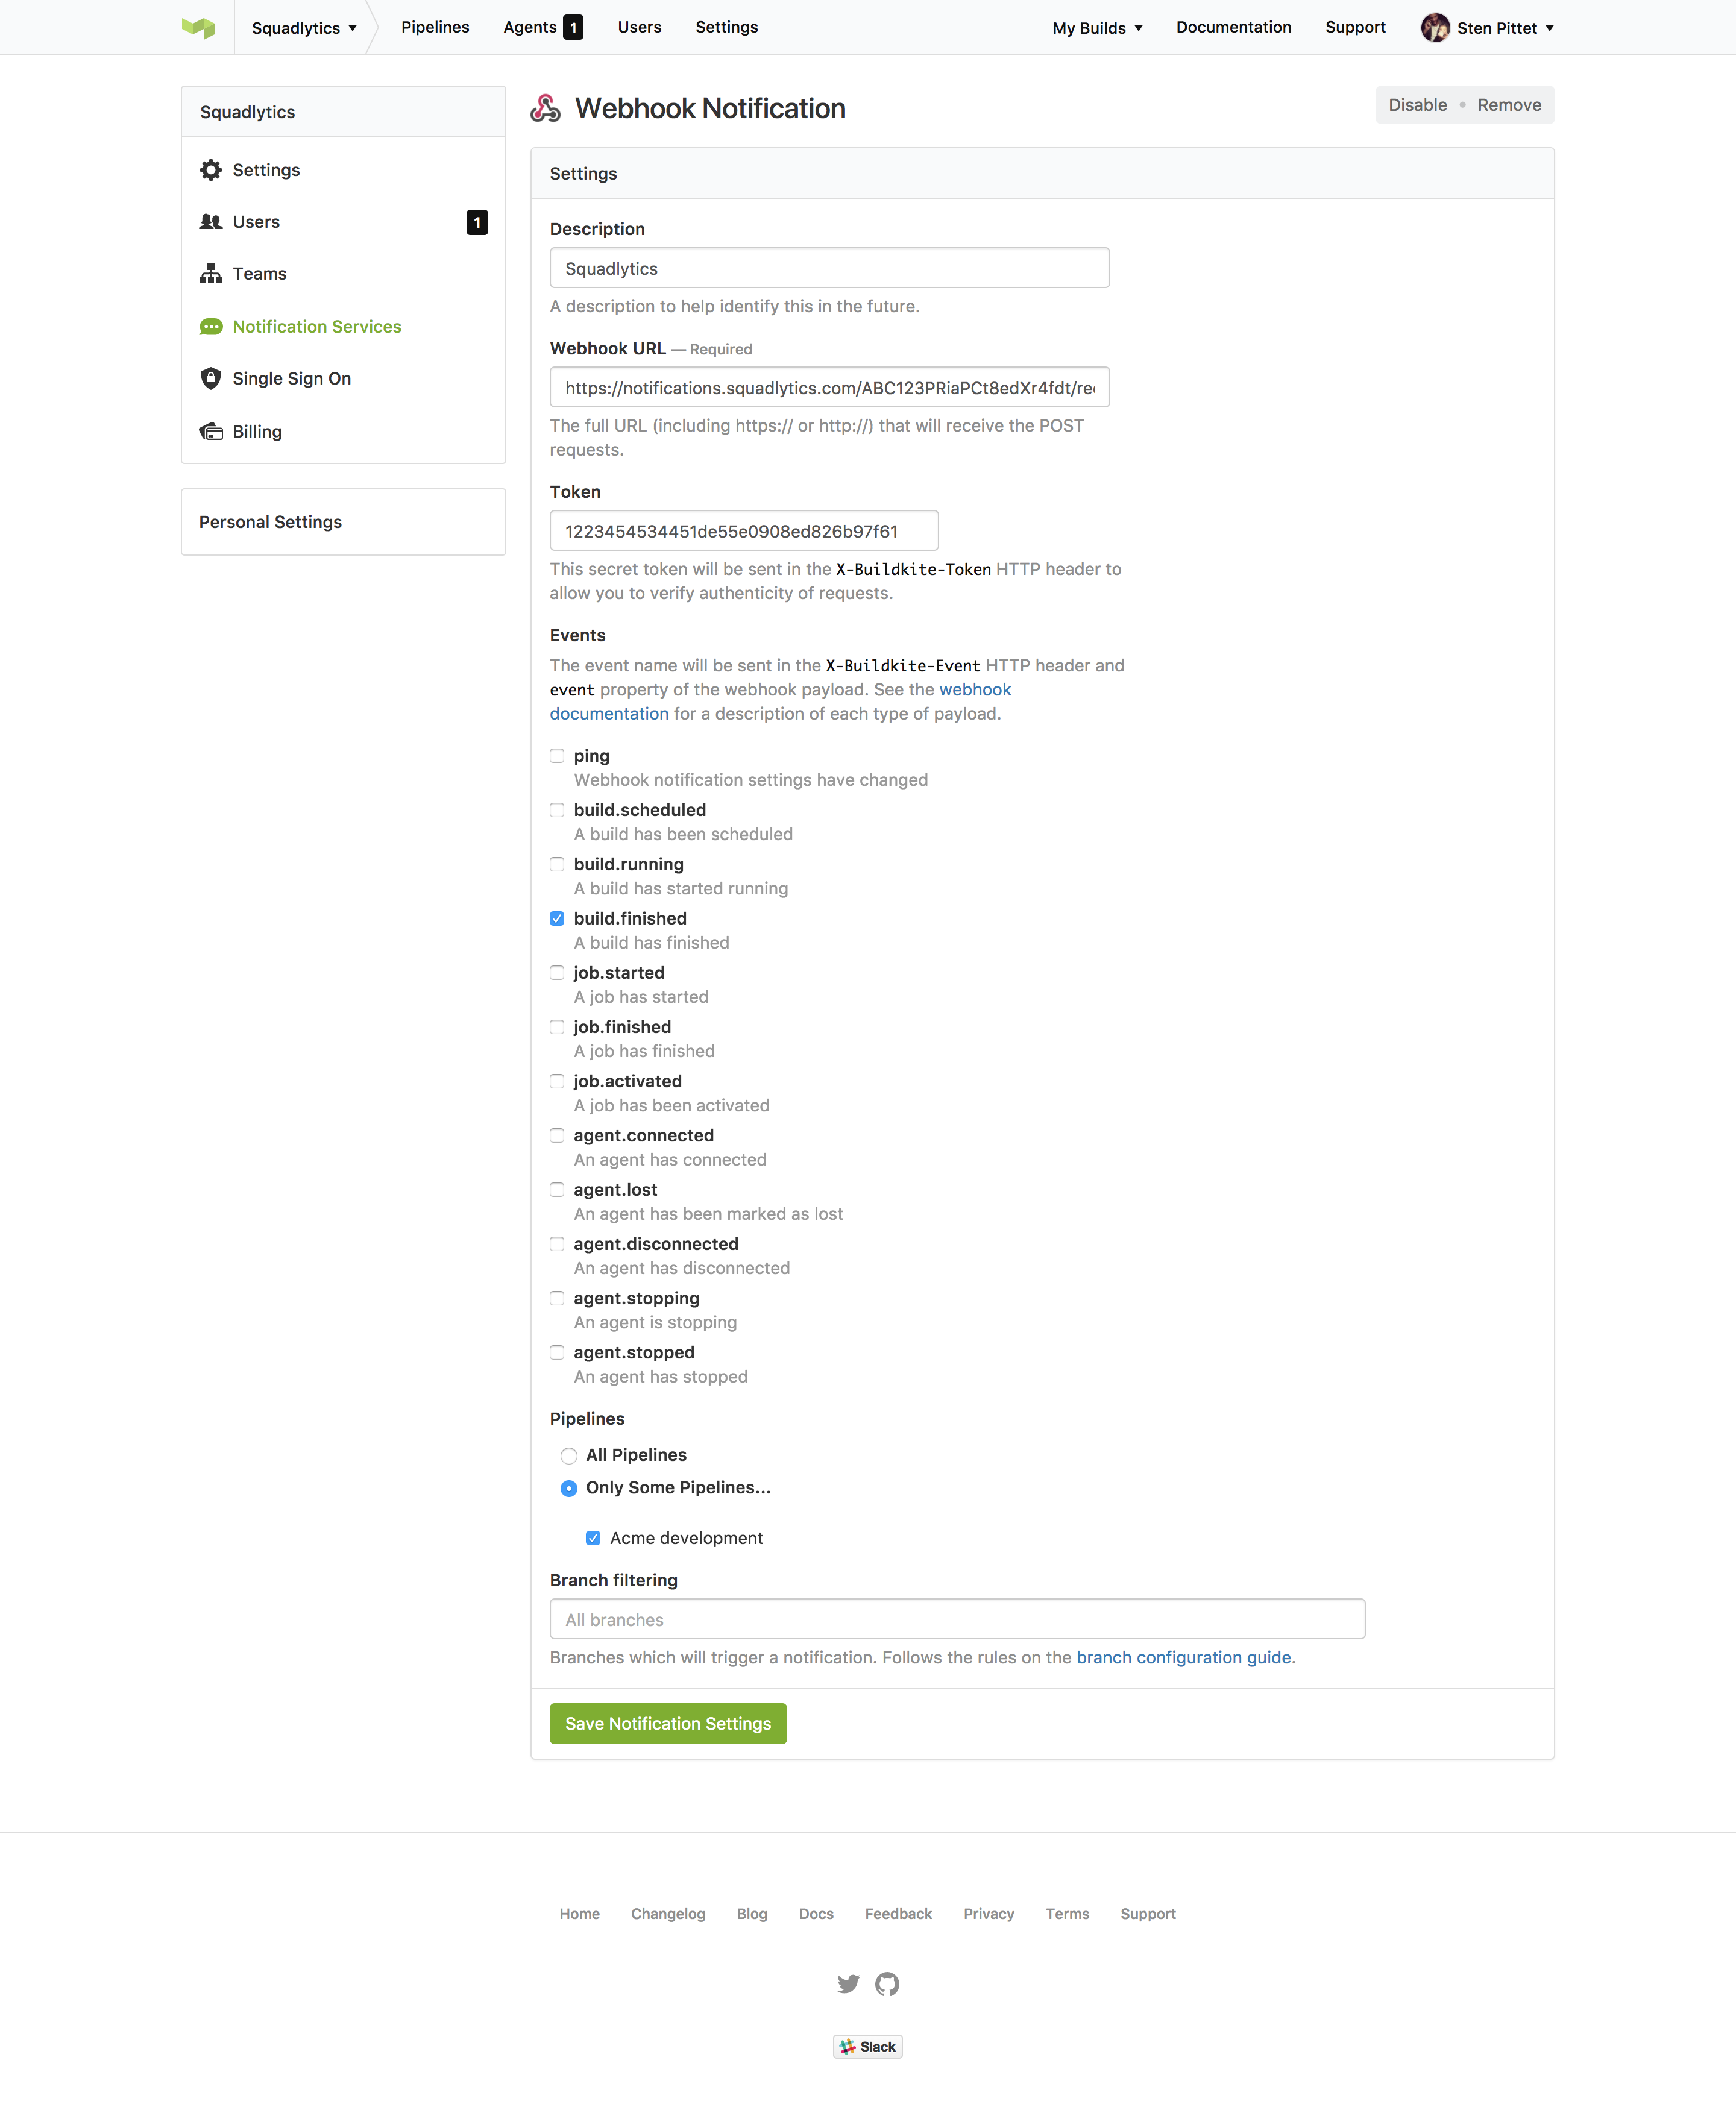 Squadlytics
Pipelines
Agents 1
Users
Settings
My Builds
Documentation
Support
Sten Pittet
Squadlytics
Settings
Users 1
Teams
Notification Services
Single Sign On
Billing
Personal Settings
Webhook Notification
Disable • Remove
Settings
Description
Squadlytics
A description to help identify this in the future.
Webhook URL — Required
https://notifications.squadlytics.com/ABC123PRiaPCt8edXr4fdt/re
The full URL (including https:// or http://) that will receive the POST
requests.
Token
1223454534451de55e0908ed826b97f61
This secret token will be sent in the X-Buildkite-Token HTTP header to
allow you to verify authenticity of requests.
Events
The event name will be sent in the X-Buildkite-Event HTTP header and
event property of the webhook payload. See the webhook
documentation for a description of each type of payload.
ping
Webhook notification settings have changed
build.scheduled
A build has been scheduled
build.running
A build has started running
build.finished
A build has finished
job.started
A job has started
job.finished
A job has finished
job.activated
A job has been activated
agent.connected
An agent has connected
agent.lost
An agent has been marked as lost
agent.disconnected
An agent has disconnected
agent.stopping
An agent is stopping
agent.stopped
An agent has stopped
Pipelines
All Pipelines
Only Some Pipelines...
Acme development
Branch filtering
All branches
Branches which will trigger a notification. Follows the rules on the branch configuration guide.
Save Notification Settings
Home
Changelog
Blog
Docs
Feedback
Privacy
Terms
Support
Slack